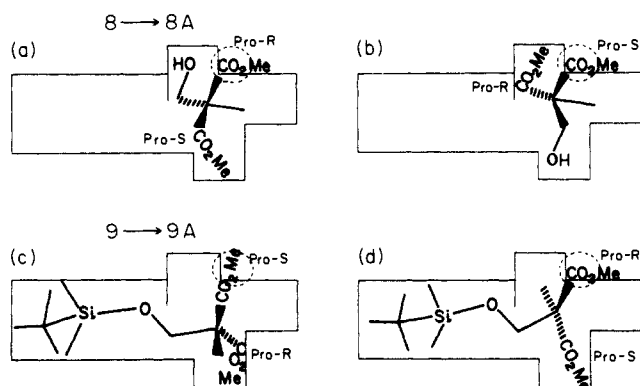 8 → 8A
(a)
Pro-R
HO
CO2Me
Pro-S
CO2Me
(b)
Pro-S
CO2Me
CO2Me
Pro-R
OH
9 → 9A
(c)
Pro-S
CO2Me
Si
O
Pro-R
Me
(d)
Pro-R
CO2Me
Si
O
CO2Me
Pro-S